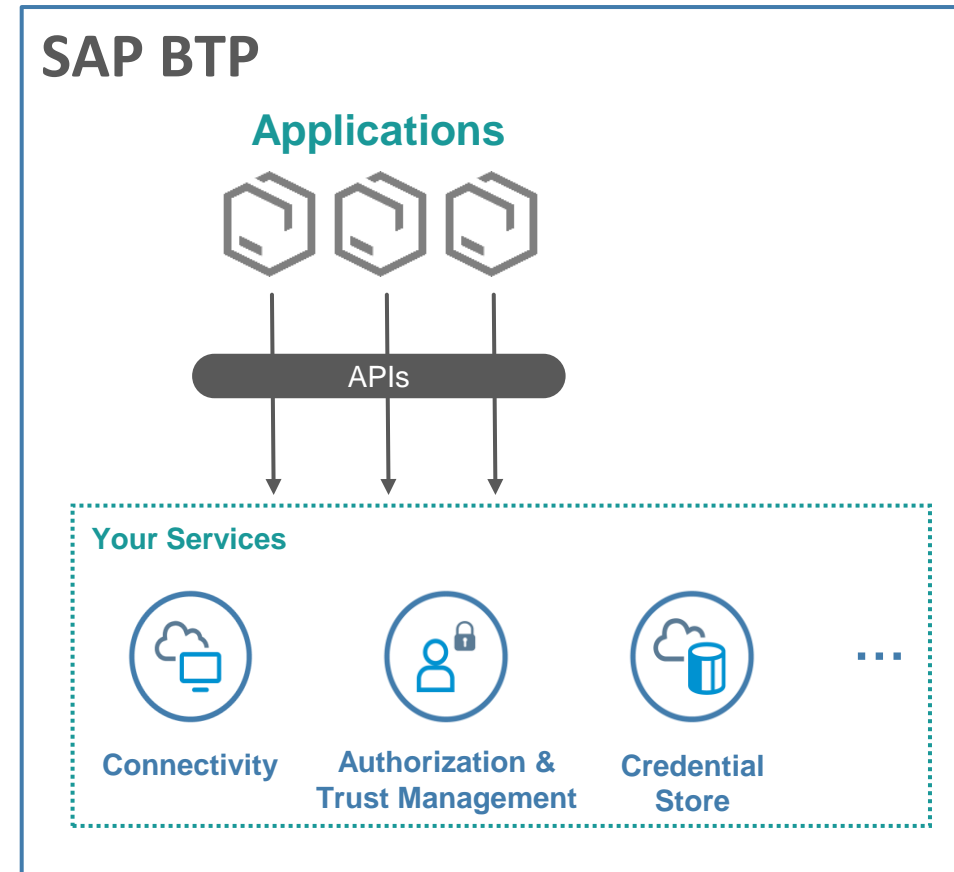 SAP BTP
Applications
APIs
Your Services
...
Connectivity
Authorization &
Trust Management
Credential
Store